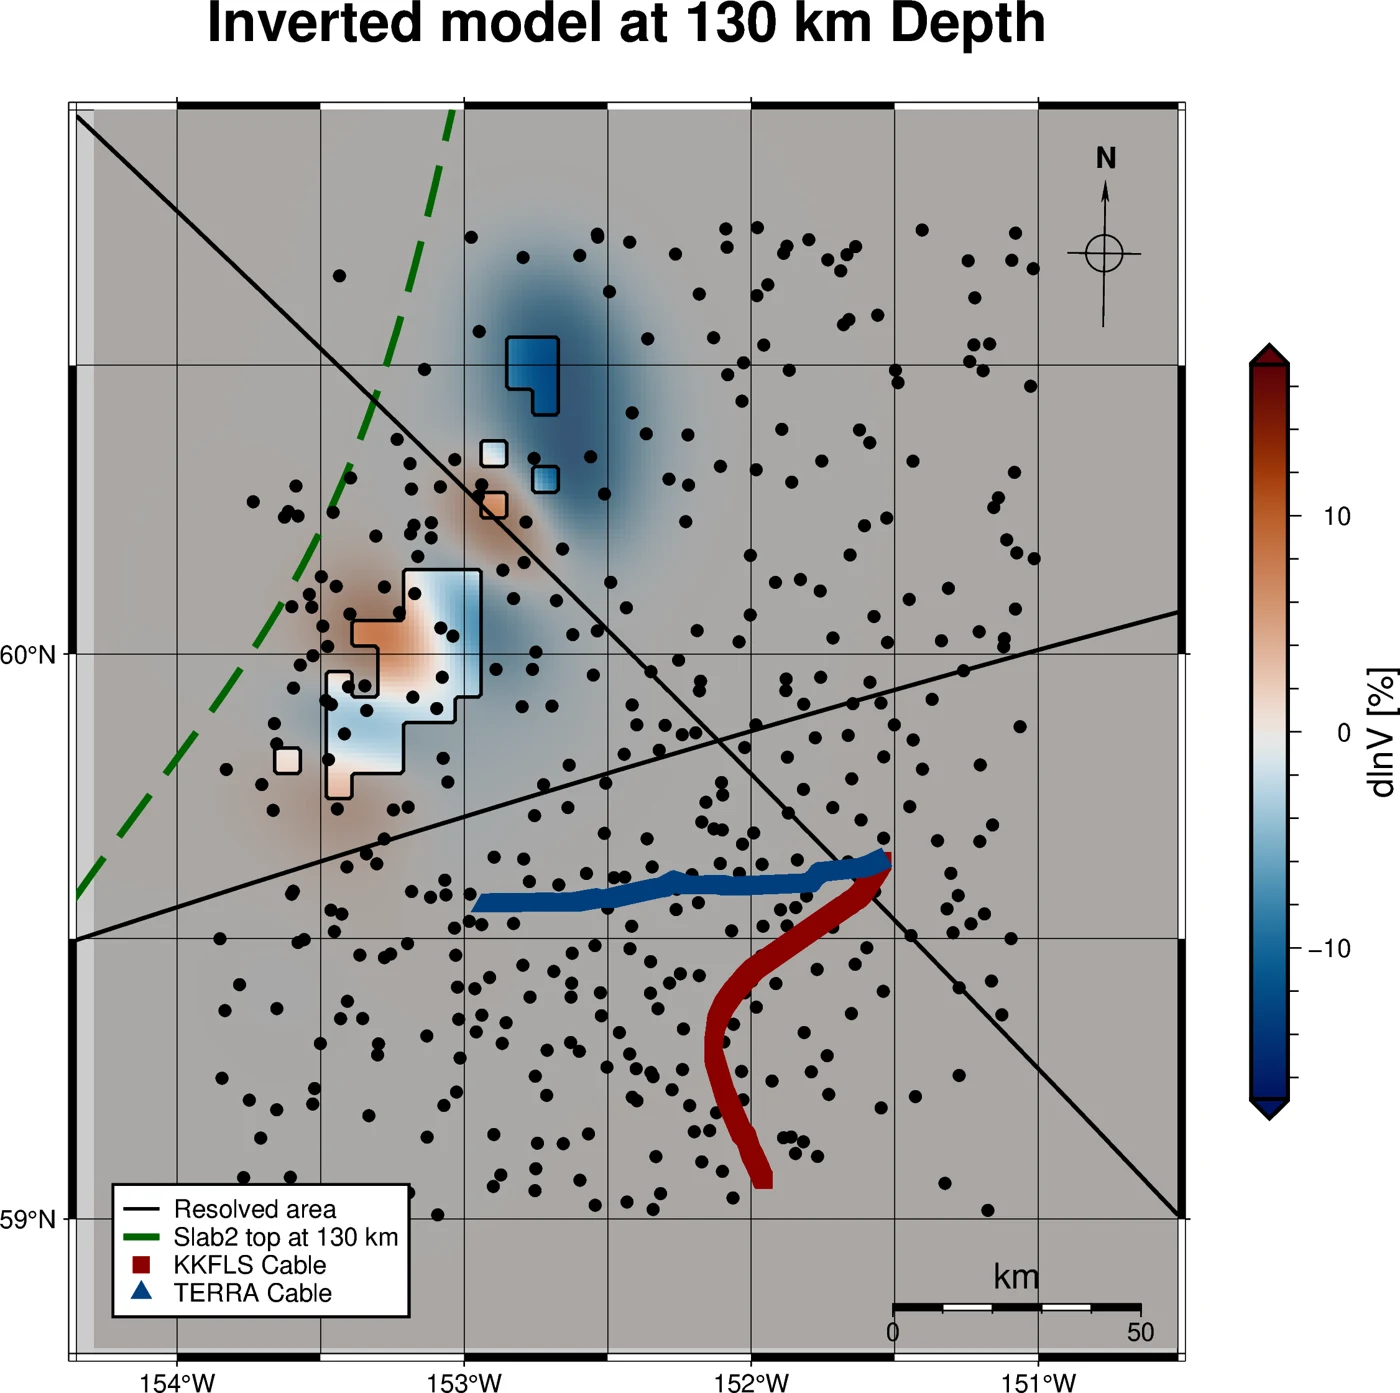 Inverted model at 130 km Depth
N
10
0
−10
dlnV [%]
60°N
59°N
Resolved area
Slab2 top at 130 km
KKFLS Cable
TERRA Cable
km
0 50
154°W 153°W 152°W 151°W